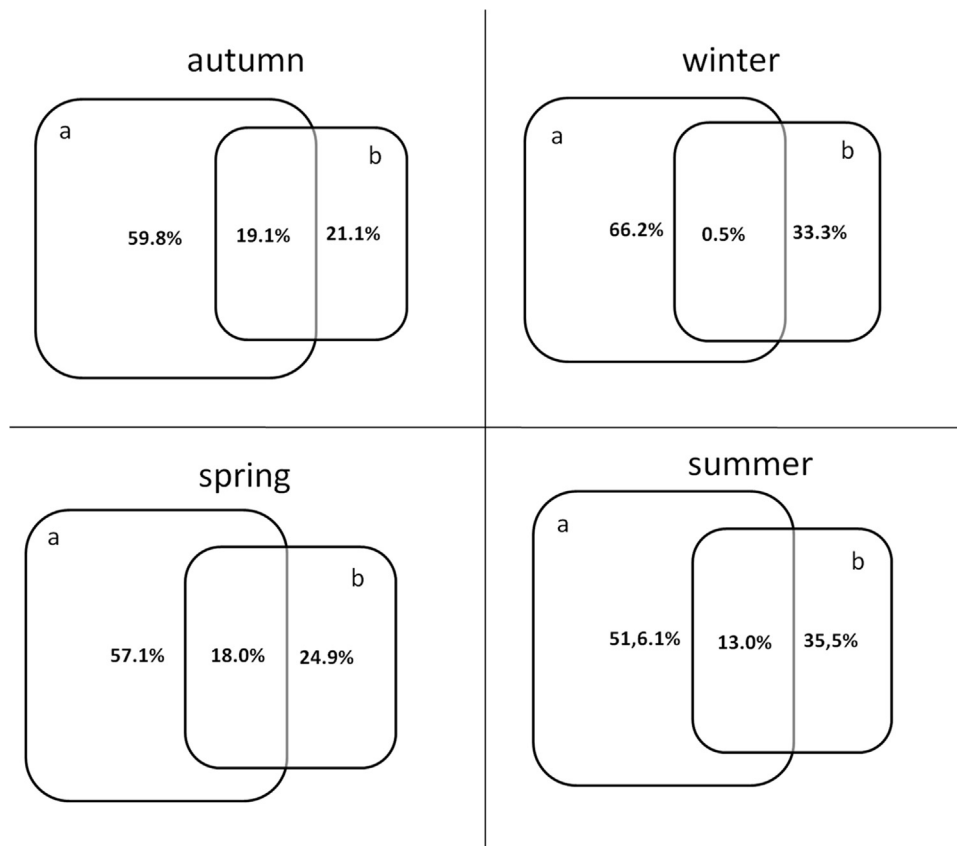 autumn
a
b
59.8%
19.1%
21.1%
winter
a
b
66.2%
0.5%
33.3%
spring
a
b
57.1%
18.0%
24.9%
summer
a
b
51,6.1%
13.0%
35,5%